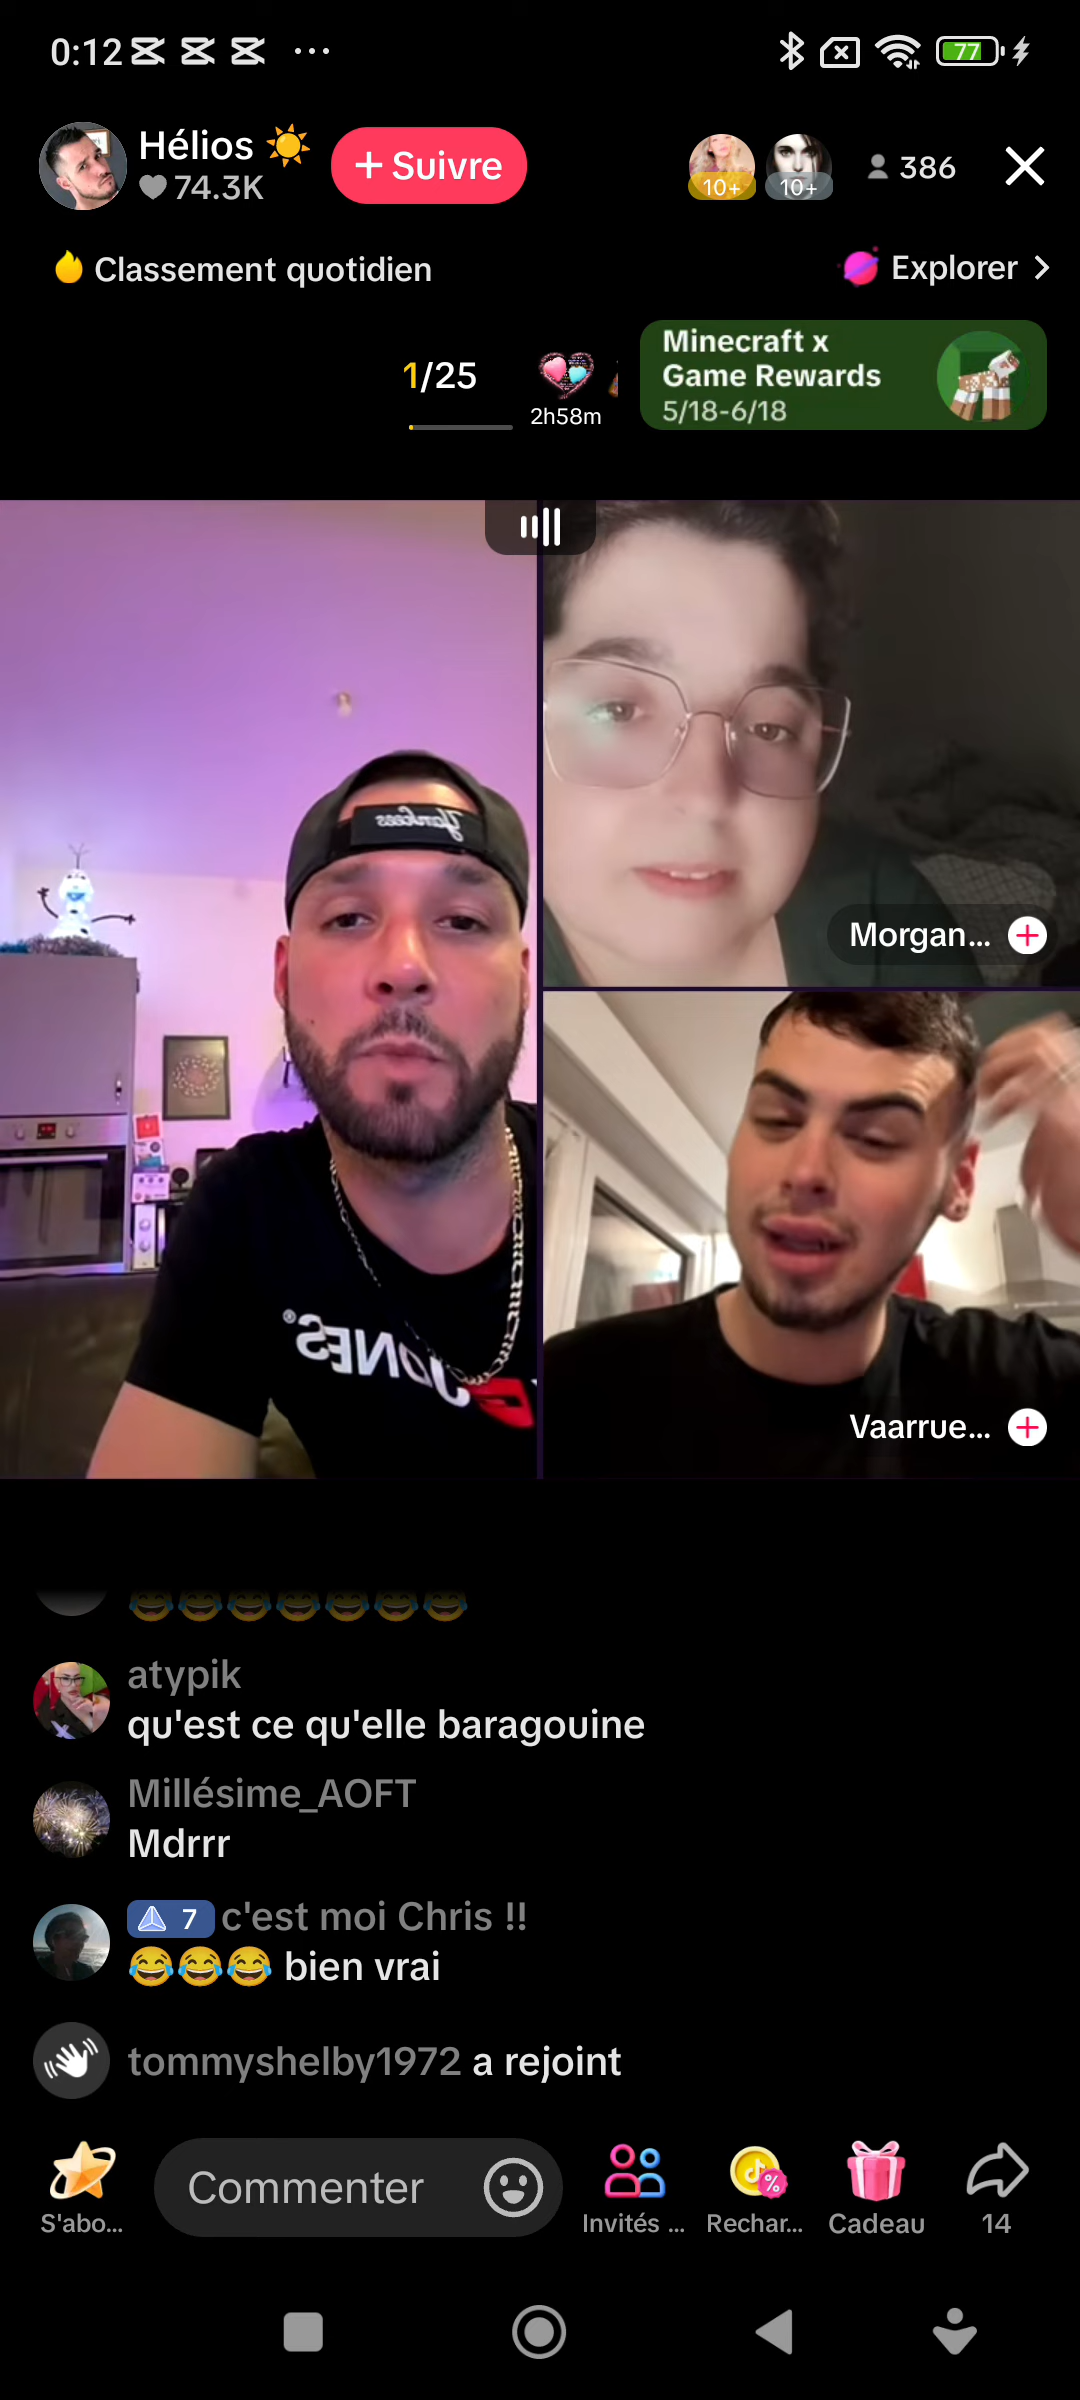 0:12
77
Hélios
74.3K
+ Suivre
10+
10+
386
Classement quotidien
Explorer
1/25
2h58m
Minecraft x
Game Rewards
5/18-6/18
Yankees
JONES®
Morgan...
Vaarrue...
atypik
qu'est ce qu'elle baragouine
Millésime_AOFT
Mdrrr
7 c'est moi Chris !!
😂😂😂 bien vrai
tommyshelby1972 a rejoint
Commenter
S'abo...
Invités ...
Rechar...
Cadeau
14